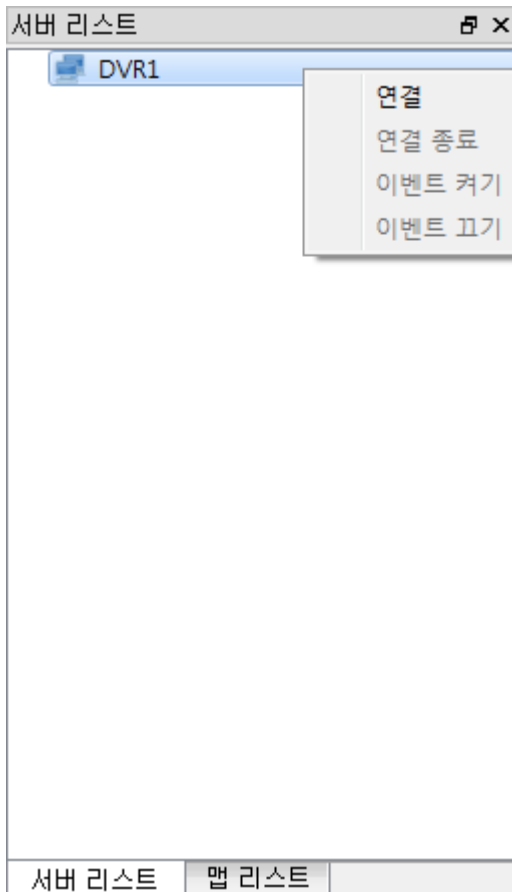 서버 리스트
DVR1
연결
연결 종료
이벤트 켜기
이벤트 끄기
서버 리스트 맵 리스트